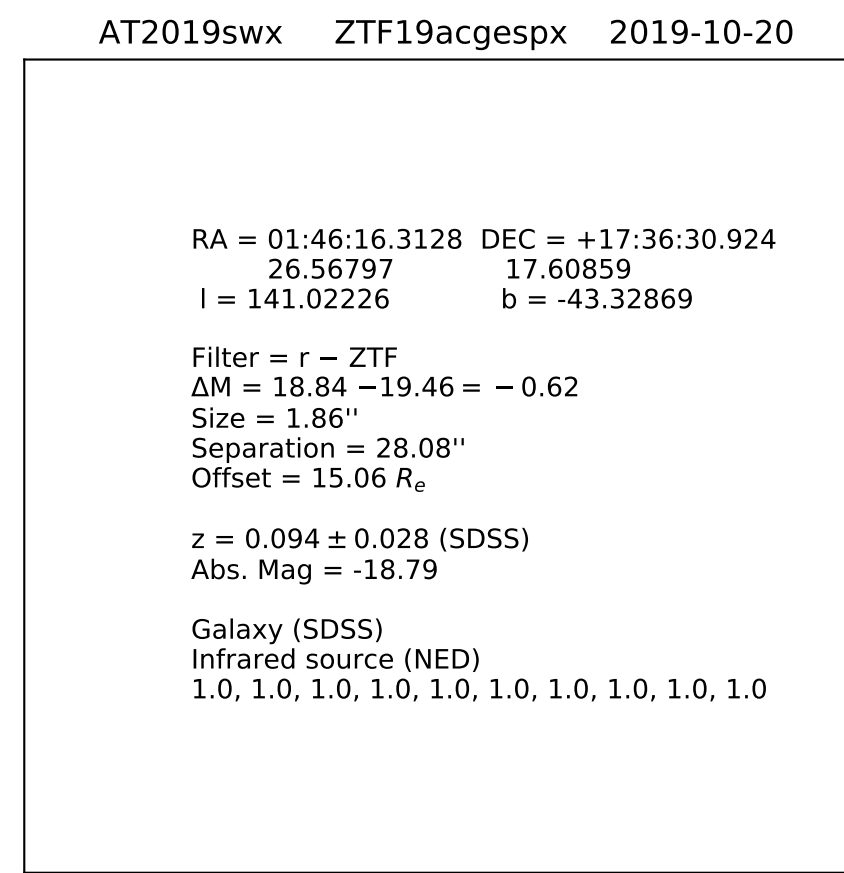 AT2019swx ZTF19acgespx 2019-10-20
RA = 01:46:16.3128 DEC = +17:36:30.924
26.56797 17.60859
l = 141.02226 b = -43.32869
Filter = r − ZTF
ΔM = 18.84 −19.46 = − 0.62
Size = 1.86''
Separation = 28.08''
Offset = 15.06 Rₑ
z = 0.094 ± 0.028 (SDSS)
Abs. Mag = -18.79
Galaxy (SDSS)
Infrared source (NED)
1.0, 1.0, 1.0, 1.0, 1.0, 1.0, 1.0, 1.0, 1.0, 1.0